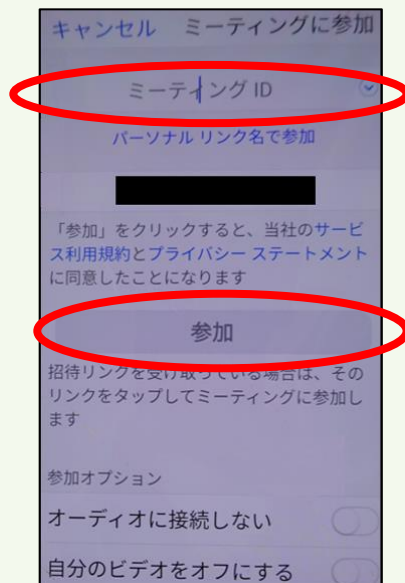 キャンセル ミーティングに参加
ミーティング ID
パーソナル リンク名で参加
「参加」をクリックすると、当社のサービ
ス利用規約とプライバシー ステートメント
に同意したことになります
参加
招待リンクを受け取っている場合は、その
リンクをタップしてミーティングに参加し
ます
参加オプション
オーディオに接続しない
自分のビデオをオフにする